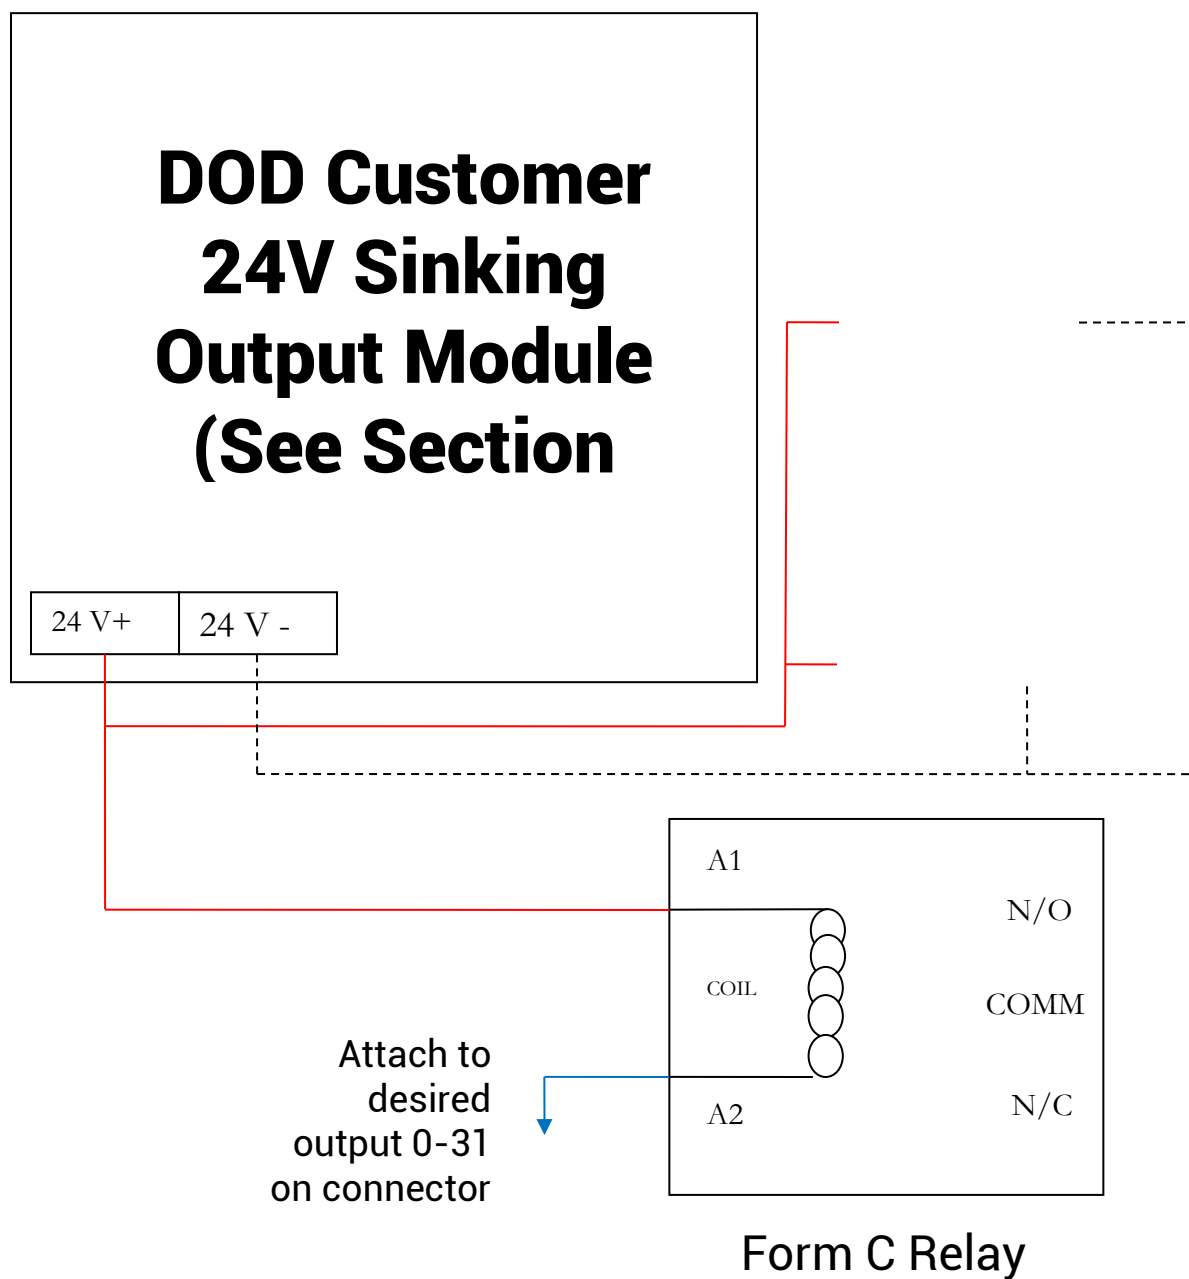 DOD Customer
24V Sinking
Output Module
(See Section
24 V+
24 V -
A1
N/O
COIL
COMM
Attach to
desired
output 0-31
on connector
A2
N/C
Form C Relay